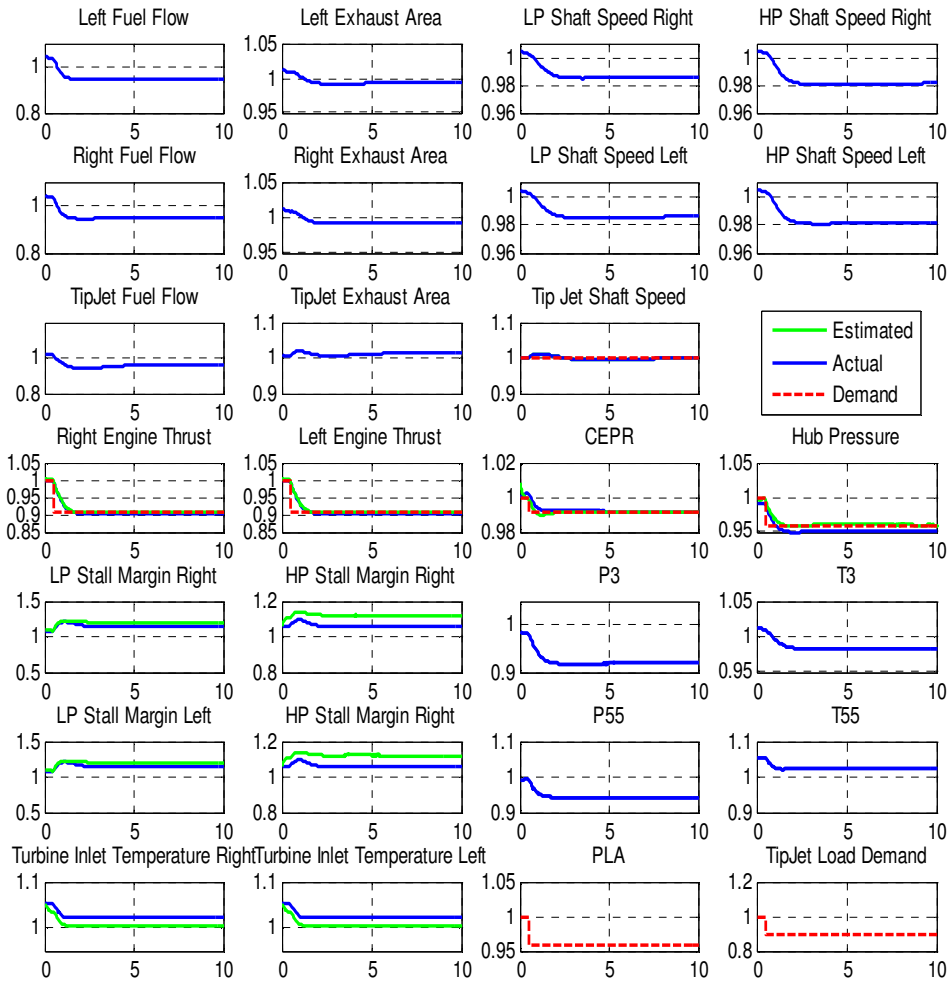 Left Fuel Flow
Left Exhaust Area
LP Shaft Speed Right
HP Shaft Speed Right
1
0.8
0 5 10
1.05
1
0.95
0 5 10
1
0.98
0.96
0 5 10
1
0.98
0.96
0 5 10
Right Fuel Flow
Right Exhaust Area
LP Shaft Speed Left
HP Shaft Speed Left
1
0.8
0 5 10
1.05
1
0.95
0 5 10
1
0.98
0.96
0 5 10
1
0.98
0.96
0 5 10
TipJet Fuel Flow
TipJet Exhaust Area
Tip Jet Shaft Speed
1
0.8
0 5 10
1.1
1
0.9
0 5 10
1.1
1
0.9
0 5 10
Estimated
Actual
Demand
Right Engine Thrust
Left Engine Thrust
CEPR
Hub Pressure
1.05
1
0.95
0.9
0.85
0 5 10
1.05
1
0.95
0.9
0.85
0 5 10
1.02
1
0.98
0 5 10
1.05
1
0.95
0 5 10
LP Stall Margin Right
HP Stall Margin Right
P3
T3
1.5
1
0.5
0 5 10
1.2
1
0.8
0 5 10
1
0.9
0 5 10
1.05
1
0.95
0 5 10
LP Stall Margin Left
HP Stall Margin Right
P55
T55
1.5
1
0.5
0 5 10
1.2
1
0.8
0 5 10
1.1
1
0.9
0 5 10
1.1
1
0.9
0 5 10
Turbine Inlet Temperature Right
Turbine Inlet Temperature Left
PLA
TipJet Load Demand
1.1
1
0 5 10
1.1
1
0 5 10
1.05
1
0.95
0 5 10
1.2
1
0.8
0 5 10